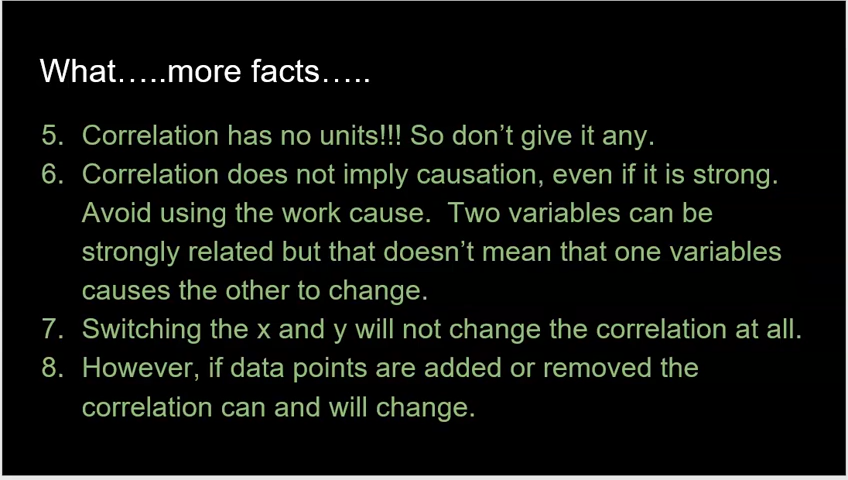 What…..more facts…..
5. Correlation has no units!!! So don’t give it any.
6. Correlation does not imply causation, even if it is strong.
Avoid using the work cause.  Two variables can be
strongly related but that doesn’t mean that one variables
causes the other to change.
7. Switching the x and y will not change the correlation at all.
8. However, if data points are added or removed the
correlation can and will change.